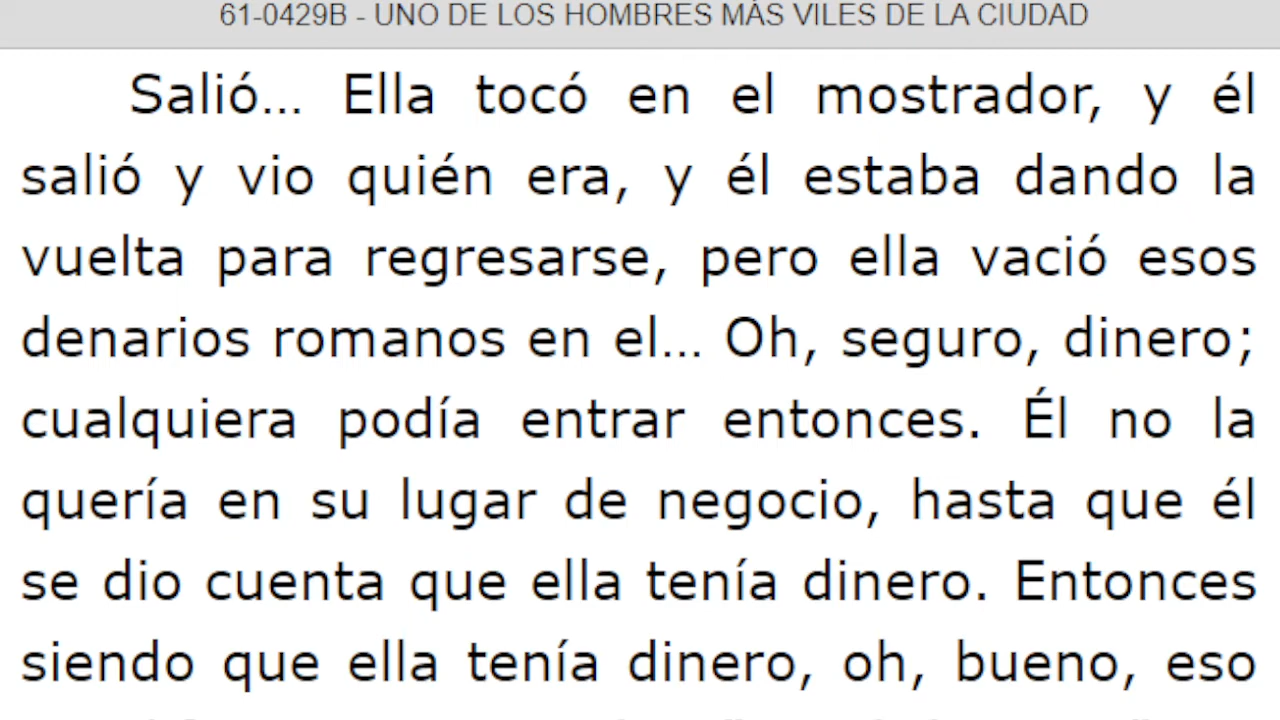 61-0429B - UNO DE LOS HOMBRES MÁS VILES DE LA CIUDAD
Salió... Ella tocó en el mostrador, y él
salió y vio quién era, y él estaba dando la
vuelta para regresarse, pero ella vació esos
denarios romanos en el... Oh, seguro, dinero;
cualquiera podía entrar entonces. Él no la
quería en su lugar de negocio, hasta que él
se dio cuenta que ella tenía dinero. Entonces
siendo que ella tenía dinero, oh, bueno, eso